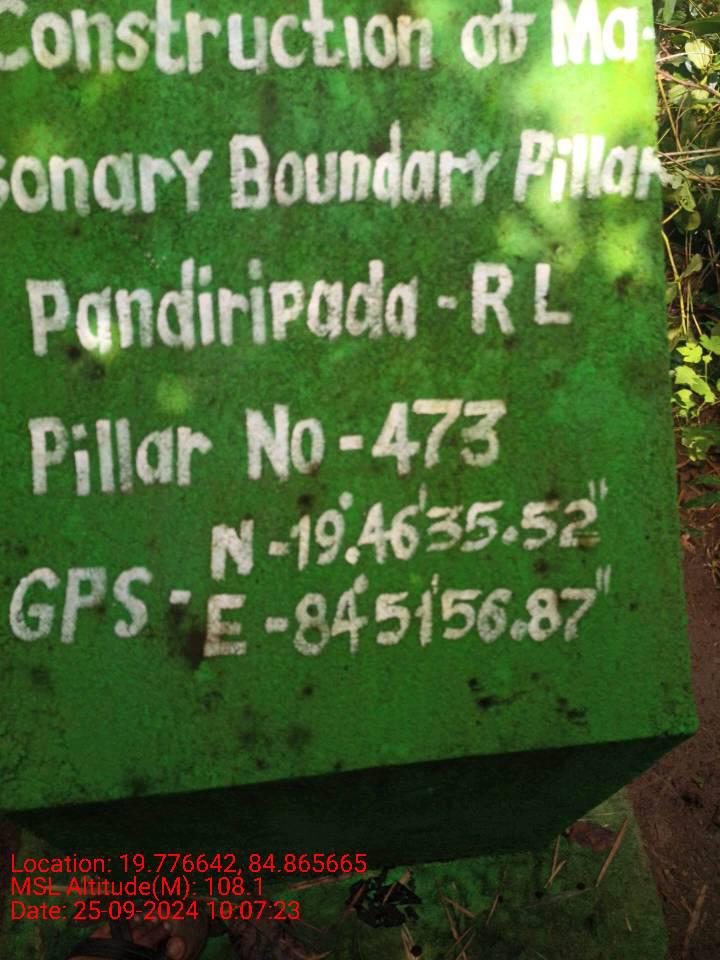 Construction of Ma-
sonary Boundary Pillar
Pandiripada - RL
Pillar No - 473
GPS - N - 19°.46'35.52"
E - 84°51'56.87"
Location: 19.776642, 84.865665
MSL Altitude(M): 108.1
Date: 25-09-2024 10:07:23